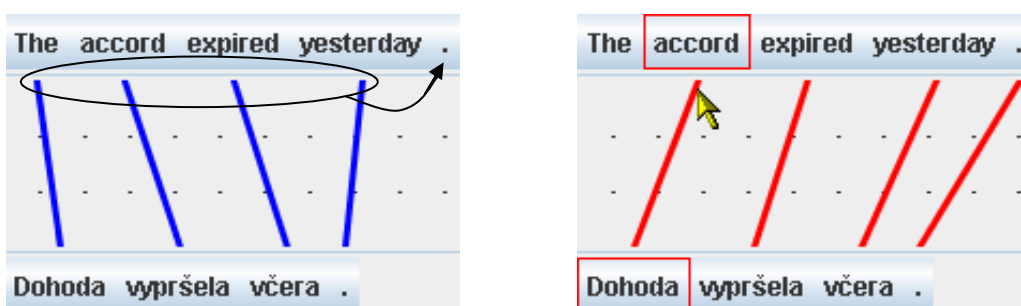 The accord expired yesterday .
Dohoda vypršela včera .
The accord expired yesterday .
Dohoda vypršela včera .